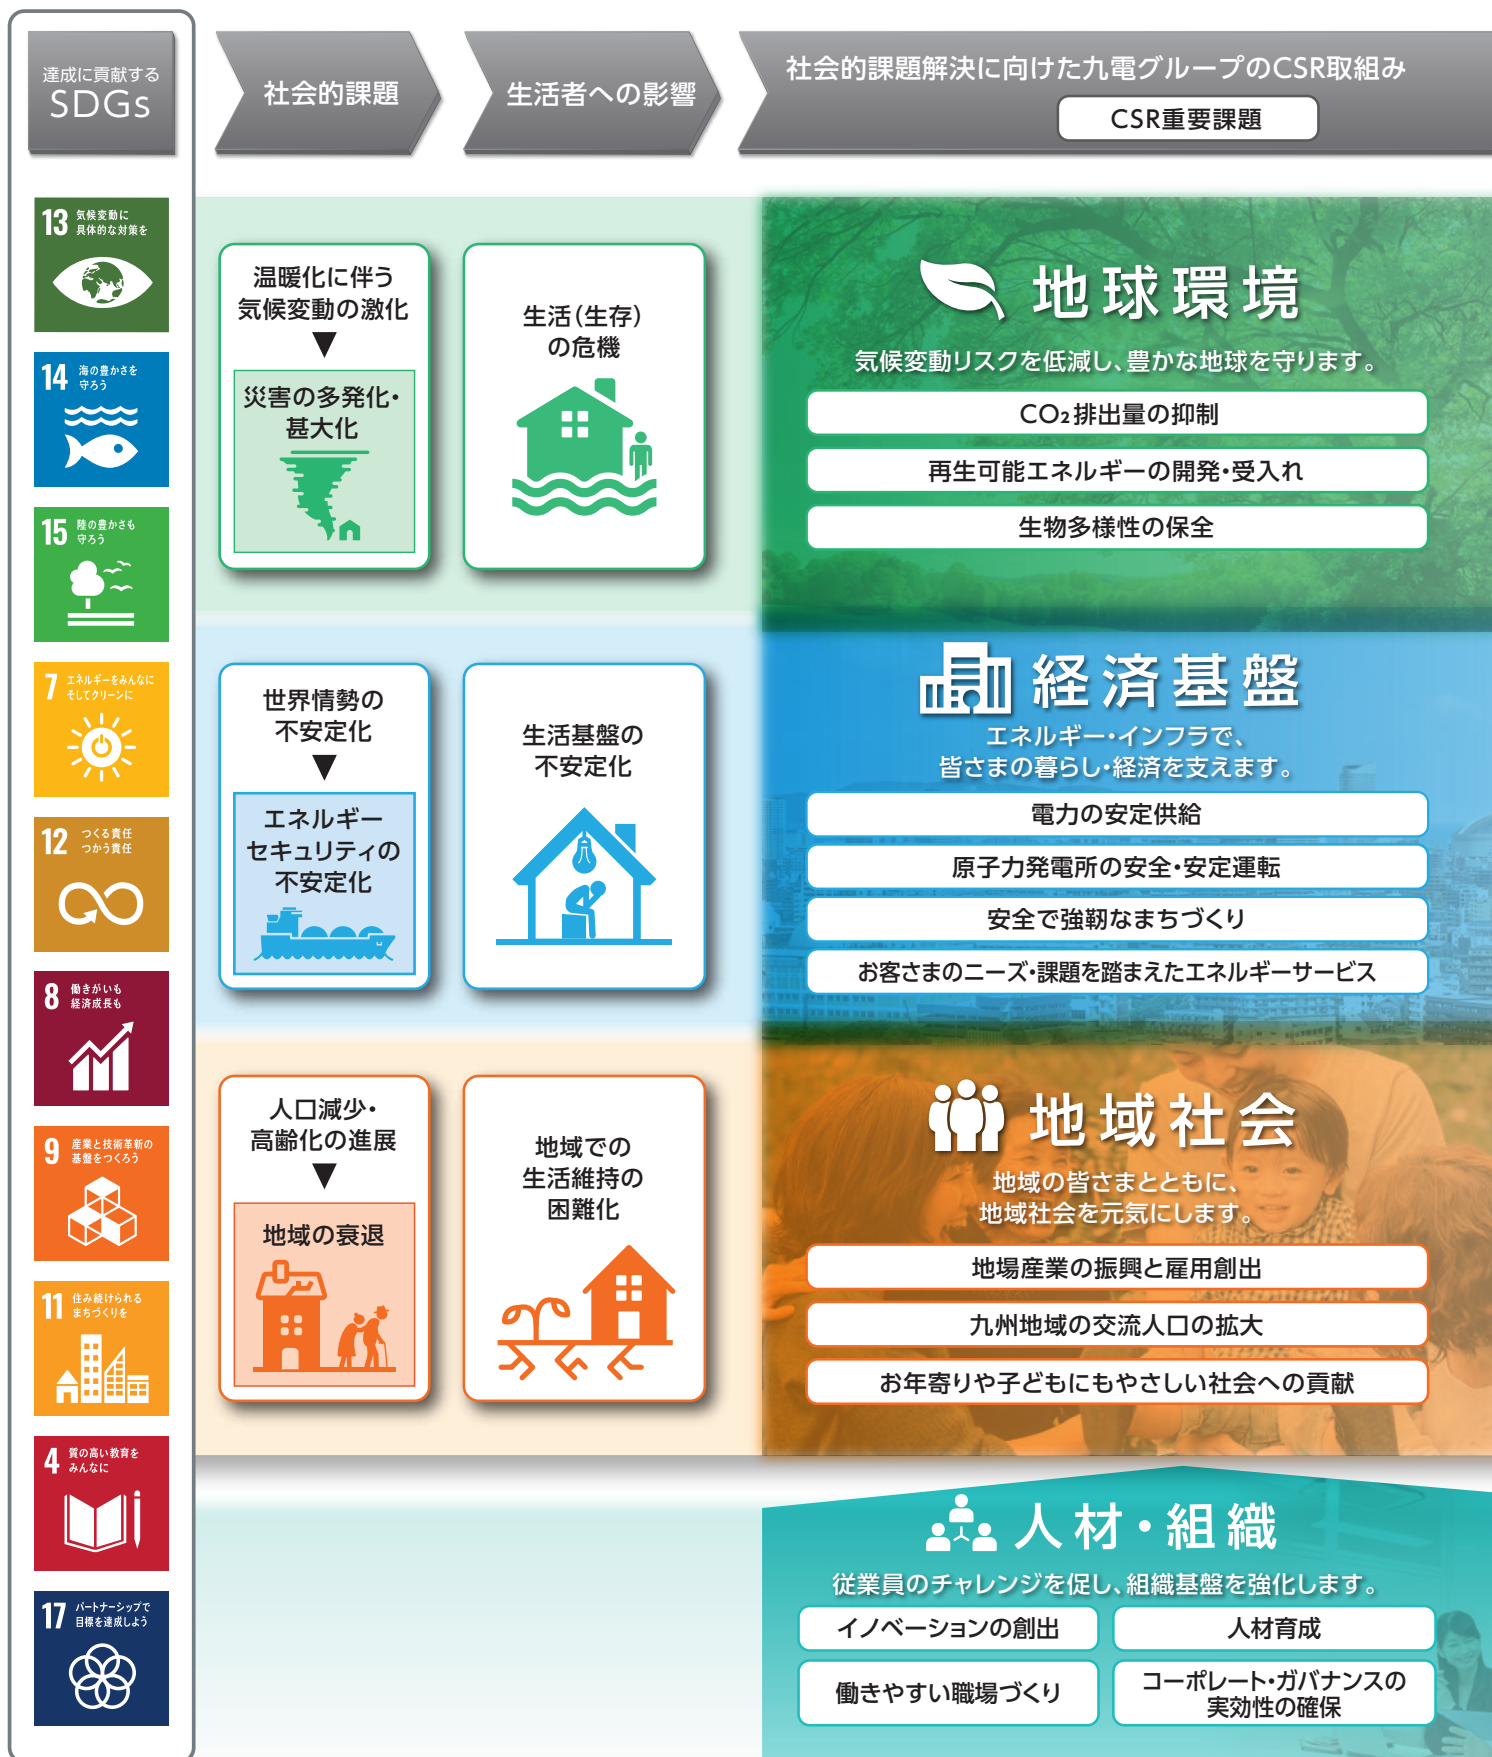 達成に貢献する
SDGs
社会的課題
生活者への影響
社会的課題解決に向けた九電グループのCSR取組み
CSR重要課題
13 気候変動に
具体的な対策を
14 海の豊かさを
守ろう
15 陸の豊かさも
守ろう
7 エネルギーをみんなに
そしてクリーンに
12 つくる責任
つかう責任
8 働きがいも
経済成長も
9 産業と技術革新の
基盤をつくろう
11 住み続けられる
まちづくりを
4 質の高い教育を
みんなに
17 パートナーシップで
目標を達成しよう
温暖化に伴う
気候変動の激化
▼
災害の多発化・
甚大化
生活(生存)
の危機
地球環境
気候変動リスクを低減し、豊かな地球を守ります。
CO₂排出量の抑制
再生可能エネルギーの開発・受入れ
生物多様性の保全
世界情勢の
不安定化
▼
エネルギー
セキュリティの
不安定化
生活基盤の
不安定化
経済基盤
エネルギー・インフラで、
皆さまの暮らし・経済を支えます。
電力の安定供給
原子力発電所の安全・安定運転
安全で強靭なまちづくり
お客さまのニーズ・課題を踏まえたエネルギーサービス
人口減少・
高齢化の進展
▼
地域の衰退
地域での
生活維持の
困難化
地域社会
地域の皆さまとともに、
地域社会を元気にします。
地場産業の振興と雇用創出
九州地域の交流人口の拡大
お年寄りや子どもにもやさしい社会への貢献
人材・組織
従業員のチャレンジを促し、組織基盤を強化します。
イノベーションの創出
人材育成
働きやすい職場づくり
コーポレート・ガバナンスの
実効性の確保